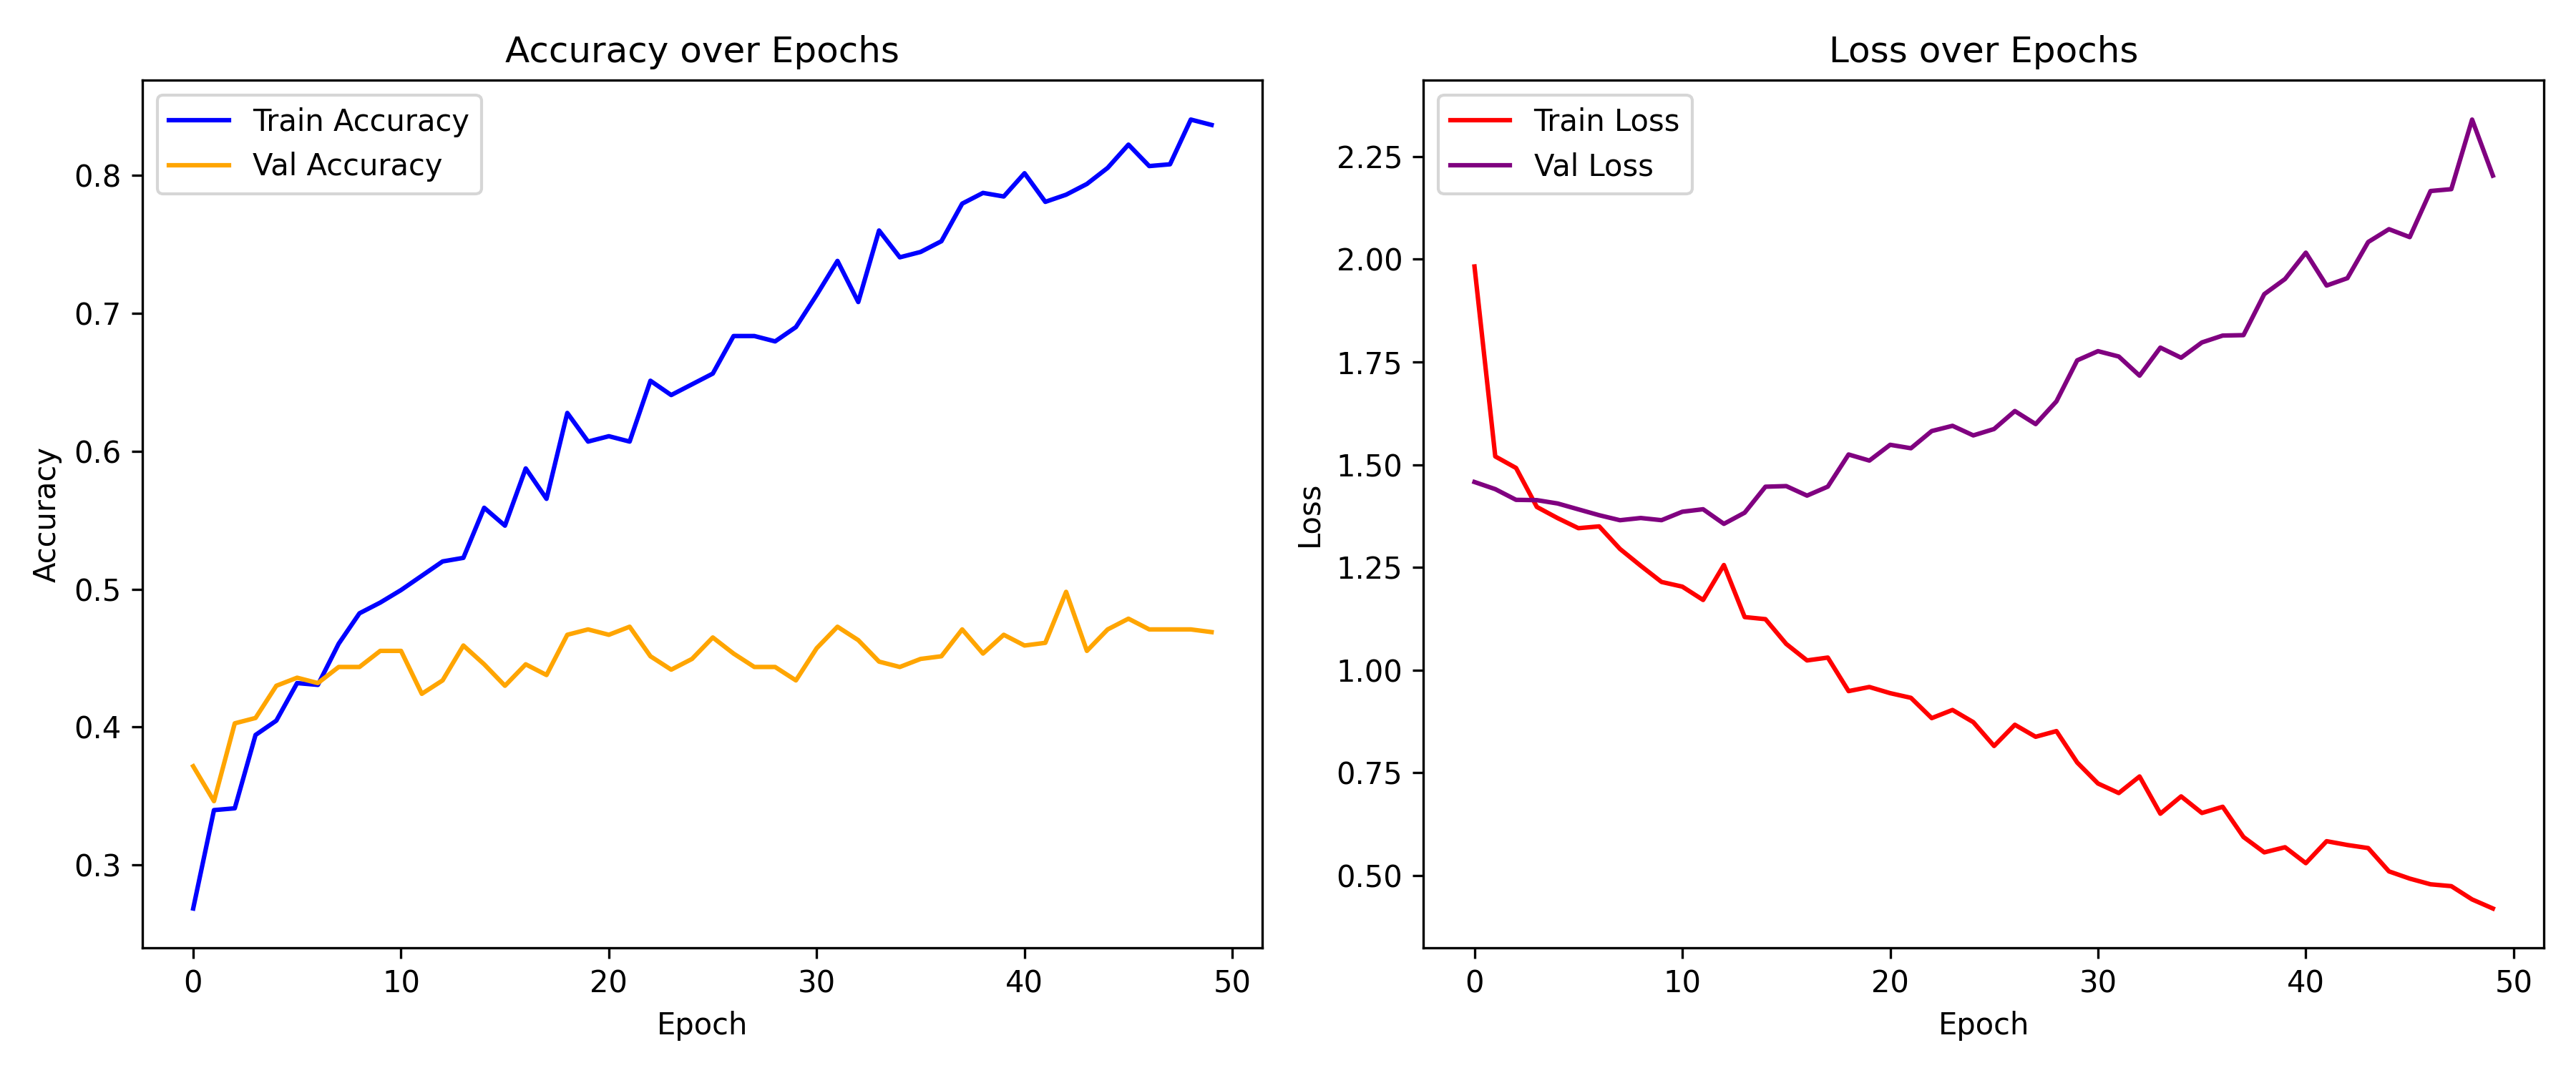 Accuracy over Epochs
Train Accuracy
Val Accuracy
Accuracy
0.8
0.7
0.6
0.5
0.4
0.3
0 10 20 30 40 50
Epoch
Loss over Epochs
Train Loss
Val Loss
Loss
2.25
2.00
1.75
1.50
1.25
1.00
0.75
0.50
0 10 20 30 40 50
Epoch